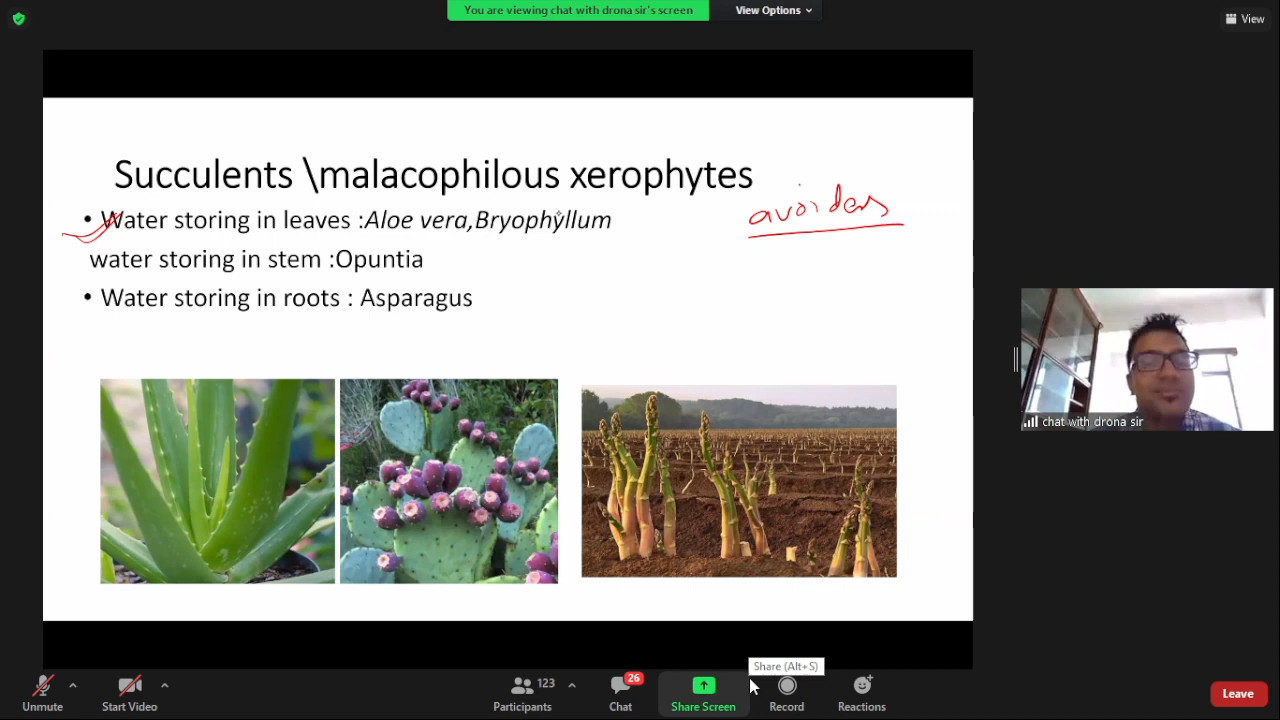 You are viewing chat with drona sir's screen
View Options
View
Succulents \malacophilous xerophytes
avoiders
• Water storing in leaves :Aloe vera,Bryophyllum
water storing in stem :Opuntia
• Water storing in roots : Asparagus
chat with drona sir
Share (Alt+S)
123
26
Unmute
Start Video
Participants
Chat
Share Screen
Record
Reactions
Leave